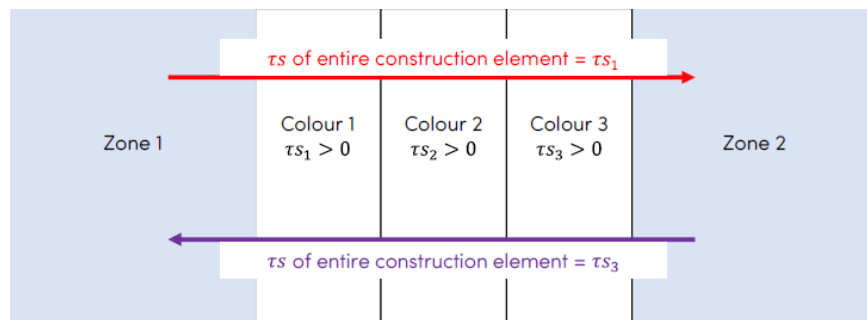 τs of entire construction element = τs₁
Zone 1
Colour 1
τs₁ > 0
Colour 2
τs₂ > 0
Colour 3
τs₃ > 0
Zone 2
τs of entire construction element = τs₃